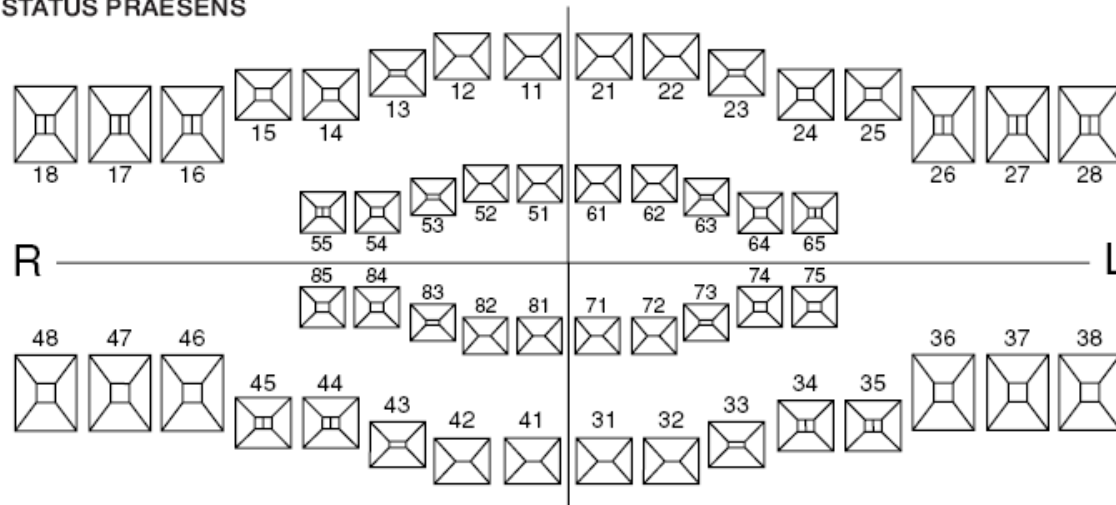 STATUS PRAESENS
18 17 16 15 14 13 12 11 21 22 23 24 25 26 27 28
55 54 53 52 51 61 62 63 64 65
R L
85 84 83 82 81 71 72 73 74 75
48 47 46 45 44 43 42 41 31 32 33 34 35 36 37 38